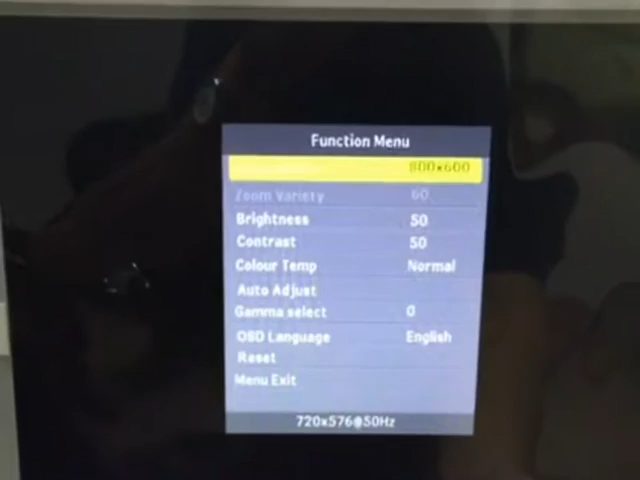 Function Menu
800x600
Zoom Variety 60
Brightness 50
Contrast 50
Colour Temp Normal
Auto Adjust
Gamma select 0
OSD Language English
Reset
Menu Exit
720x576@50Hz